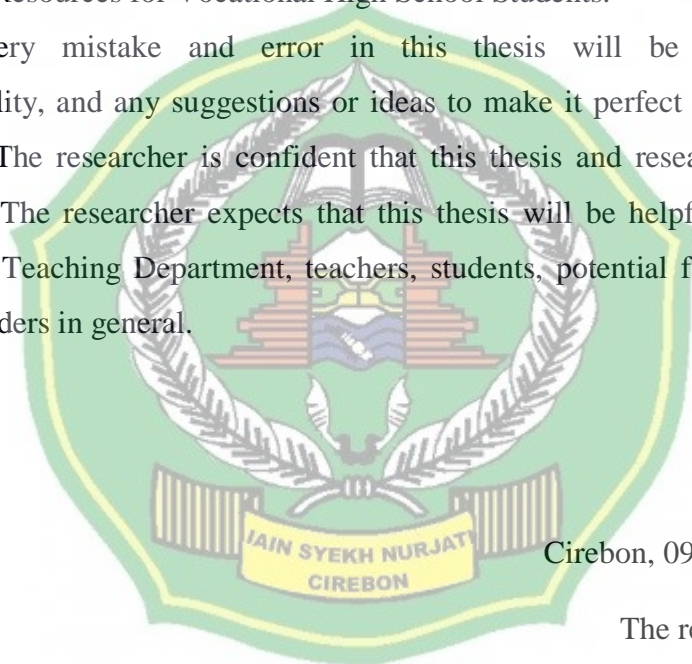 Resources for Vocational High School Students.
ery mistake and error in this thesis will be
lity, and any suggestions or ideas to make it perfect
The researcher is confident that this thesis and resea
The researcher expects that this thesis will be helpf
Teaching Department, teachers, students, potential f
ders in general.
IAIN SYEKH NURJATI
CIREBON
Cirebon, 09
The re